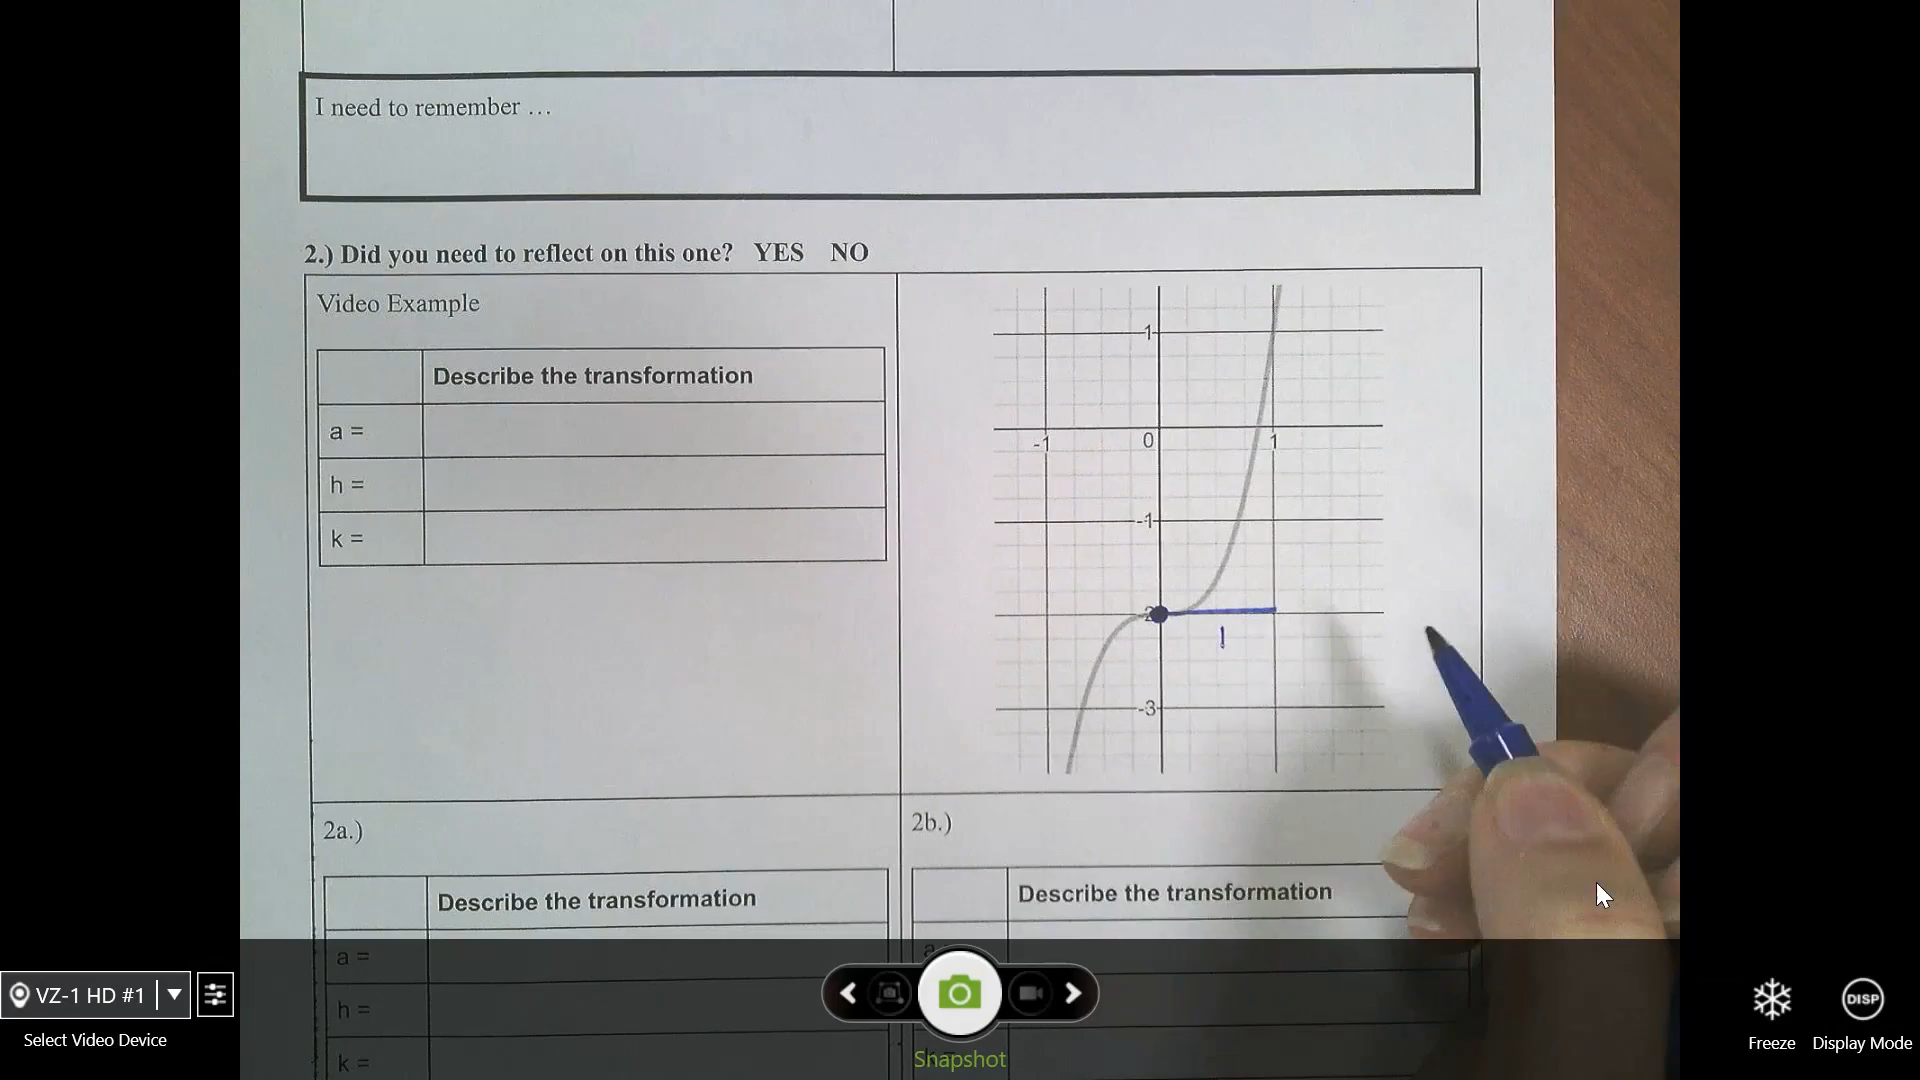 I need to remember …
2.) Did you need to reflect on this one? YES NO
Video Example
Describe the transformation
a =
h =
k =
1
-1 0 1
-1
-3
1
2a.)
Describe the transformation
a =
h =
k =
2b.)
Describe the transformation
VZ-1 HD #1
Select Video Device
Snapshot
Freeze
DISP
Display Mode